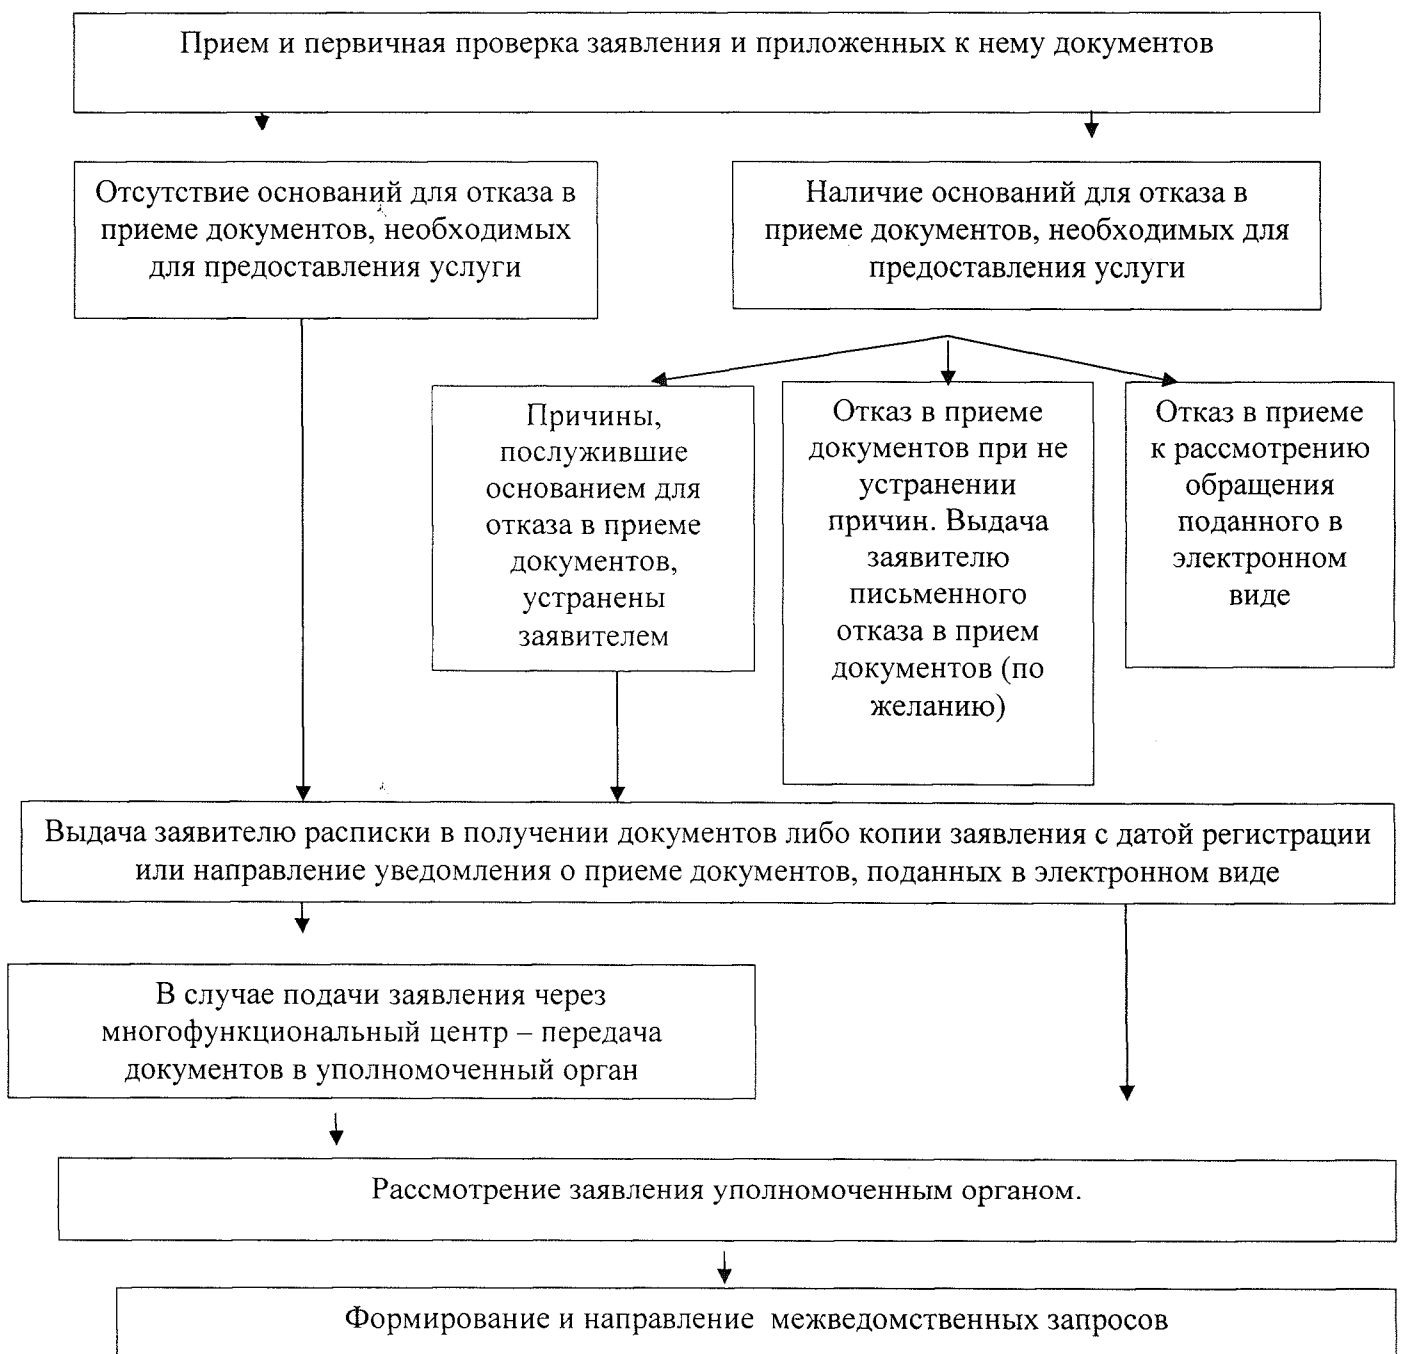 Прием и первичная проверка заявления и приложенных к нему документов
Отсутствие оснований для отказа в
приеме документов, необходимых
для предоставления услуги
Наличие оснований для отказа в
приеме документов, необходимых для
предоставления услуги
Причины,
послужившие
основанием для
отказа в приеме
документов,
устранены
заявителем
Отказ в приеме
документов при не
устранении
причин. Выдача
заявителю
письменного
отказа в прием
документов (по
желанию)
Отказ в приеме
к рассмотрению
обращения
поданного в
электронном
виде
Выдача заявителю расписки в получении документов либо копии заявления с датой регистрации
или направление уведомления о приеме документов, поданных в электронном виде
В случае подачи заявления через
многофункциональный центр – передача
документов в уполномоченный орган
Рассмотрение заявления уполномоченным органом.
Формирование и направление межведомственных запросов